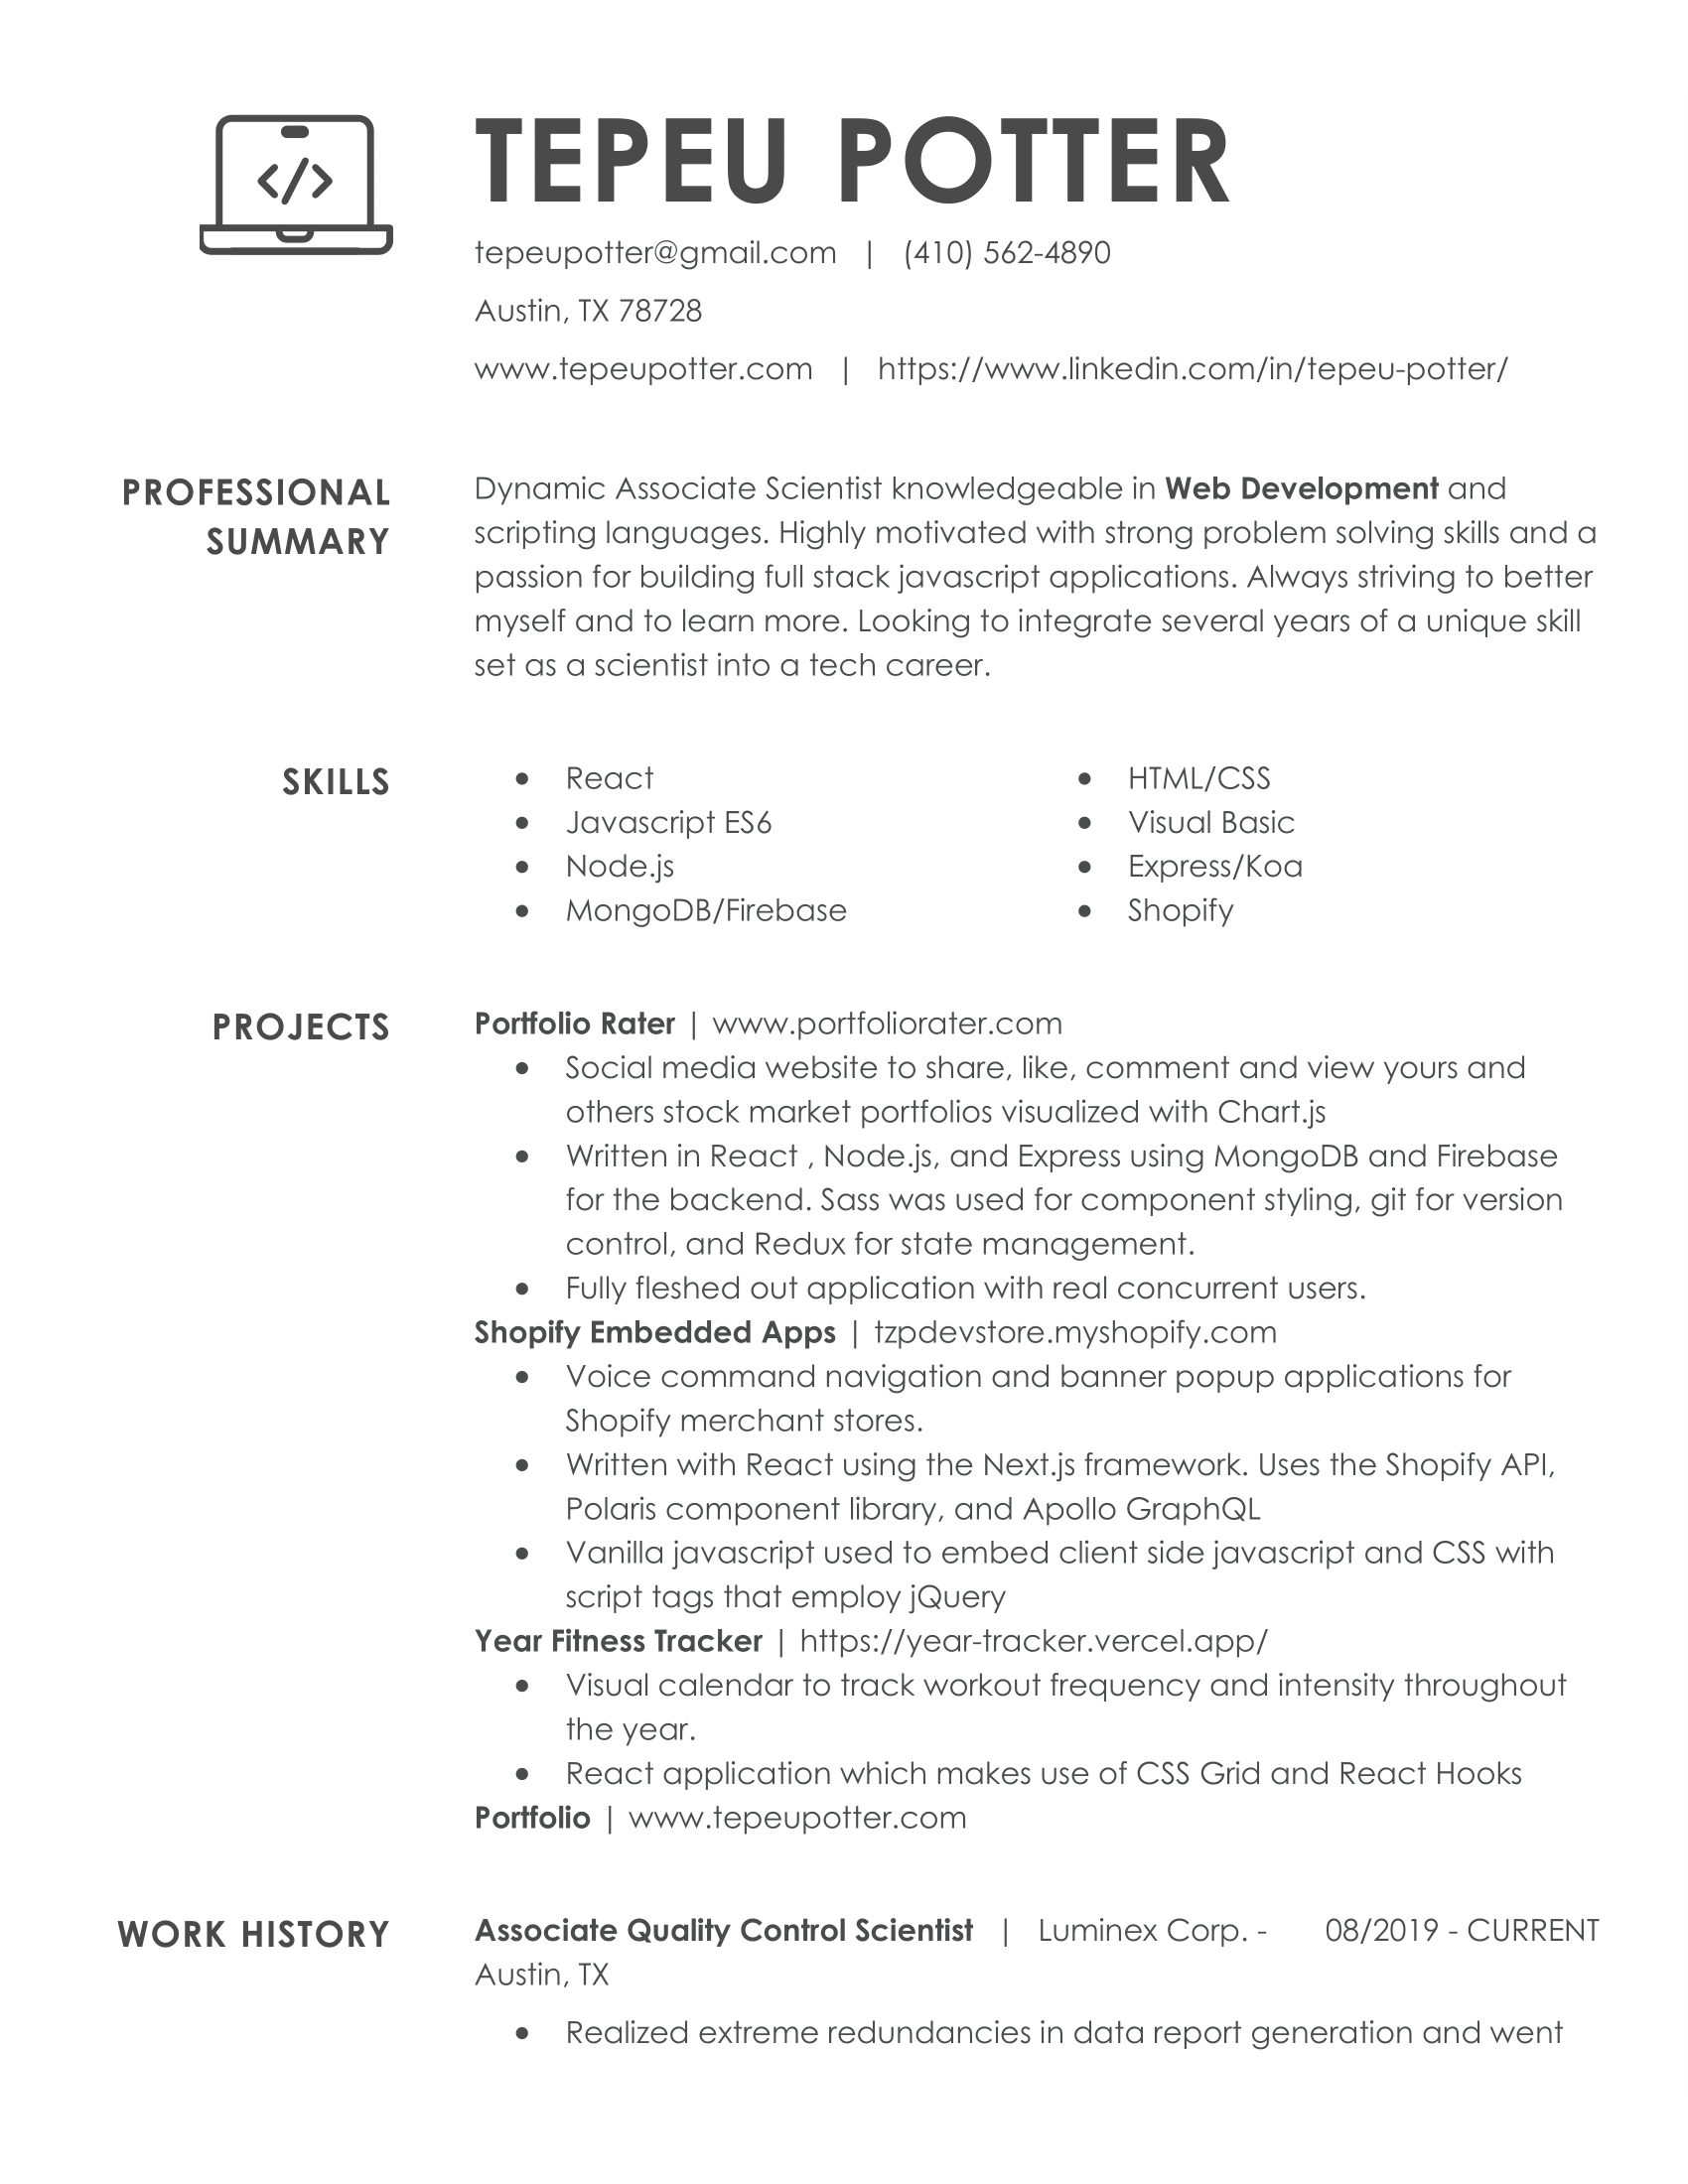 </>
TEPEU POTTER
tepeupotter@gmail.com | (410) 562-4890
Austin, TX 78728
www.tepeupotter.com | https://www.linkedin.com/in/tepeu-potter/
PROFESSIONAL
SUMMARY
Dynamic Associate Scientist knowledgeable in Web Development and
scripting languages. Highly motivated with strong problem solving skills and a
passion for building full stack javascript applications. Always striving to better
myself and to learn more. Looking to integrate several years of a unique skill
set as a scientist into a tech career.
SKILLS
• React
• Javascript ES6
• Node.js
• MongoDB/Firebase
• HTML/CSS
• Visual Basic
• Express/Koa
• Shopify
PROJECTS
Portfolio Rater | www.portfoliorater.com
• Social media website to share, like, comment and view yours and
others stock market portfolios visualized with Chart.js
• Written in React , Node.js, and Express using MongoDB and Firebase
for the backend. Sass was used for component styling, git for version
control, and Redux for state management.
• Fully fleshed out application with real concurrent users.
Shopify Embedded Apps | tzpdevstore.myshopify.com
• Voice command navigation and banner popup applications for
Shopify merchant stores.
• Written with React using the Next.js framework. Uses the Shopify API,
Polaris component library, and Apollo GraphQL
• Vanilla javascript used to embed client side javascript and CSS with
script tags that employ jQuery
Year Fitness Tracker | https://year-tracker.vercel.app/
• Visual calendar to track workout frequency and intensity throughout
the year.
• React application which makes use of CSS Grid and React Hooks
Portfolio | www.tepeupotter.com
WORK HISTORY
Associate Quality Control Scientist | Luminex Corp. - 08/2019 - CURRENT
Austin, TX
• Realized extreme redundancies in data report generation and went